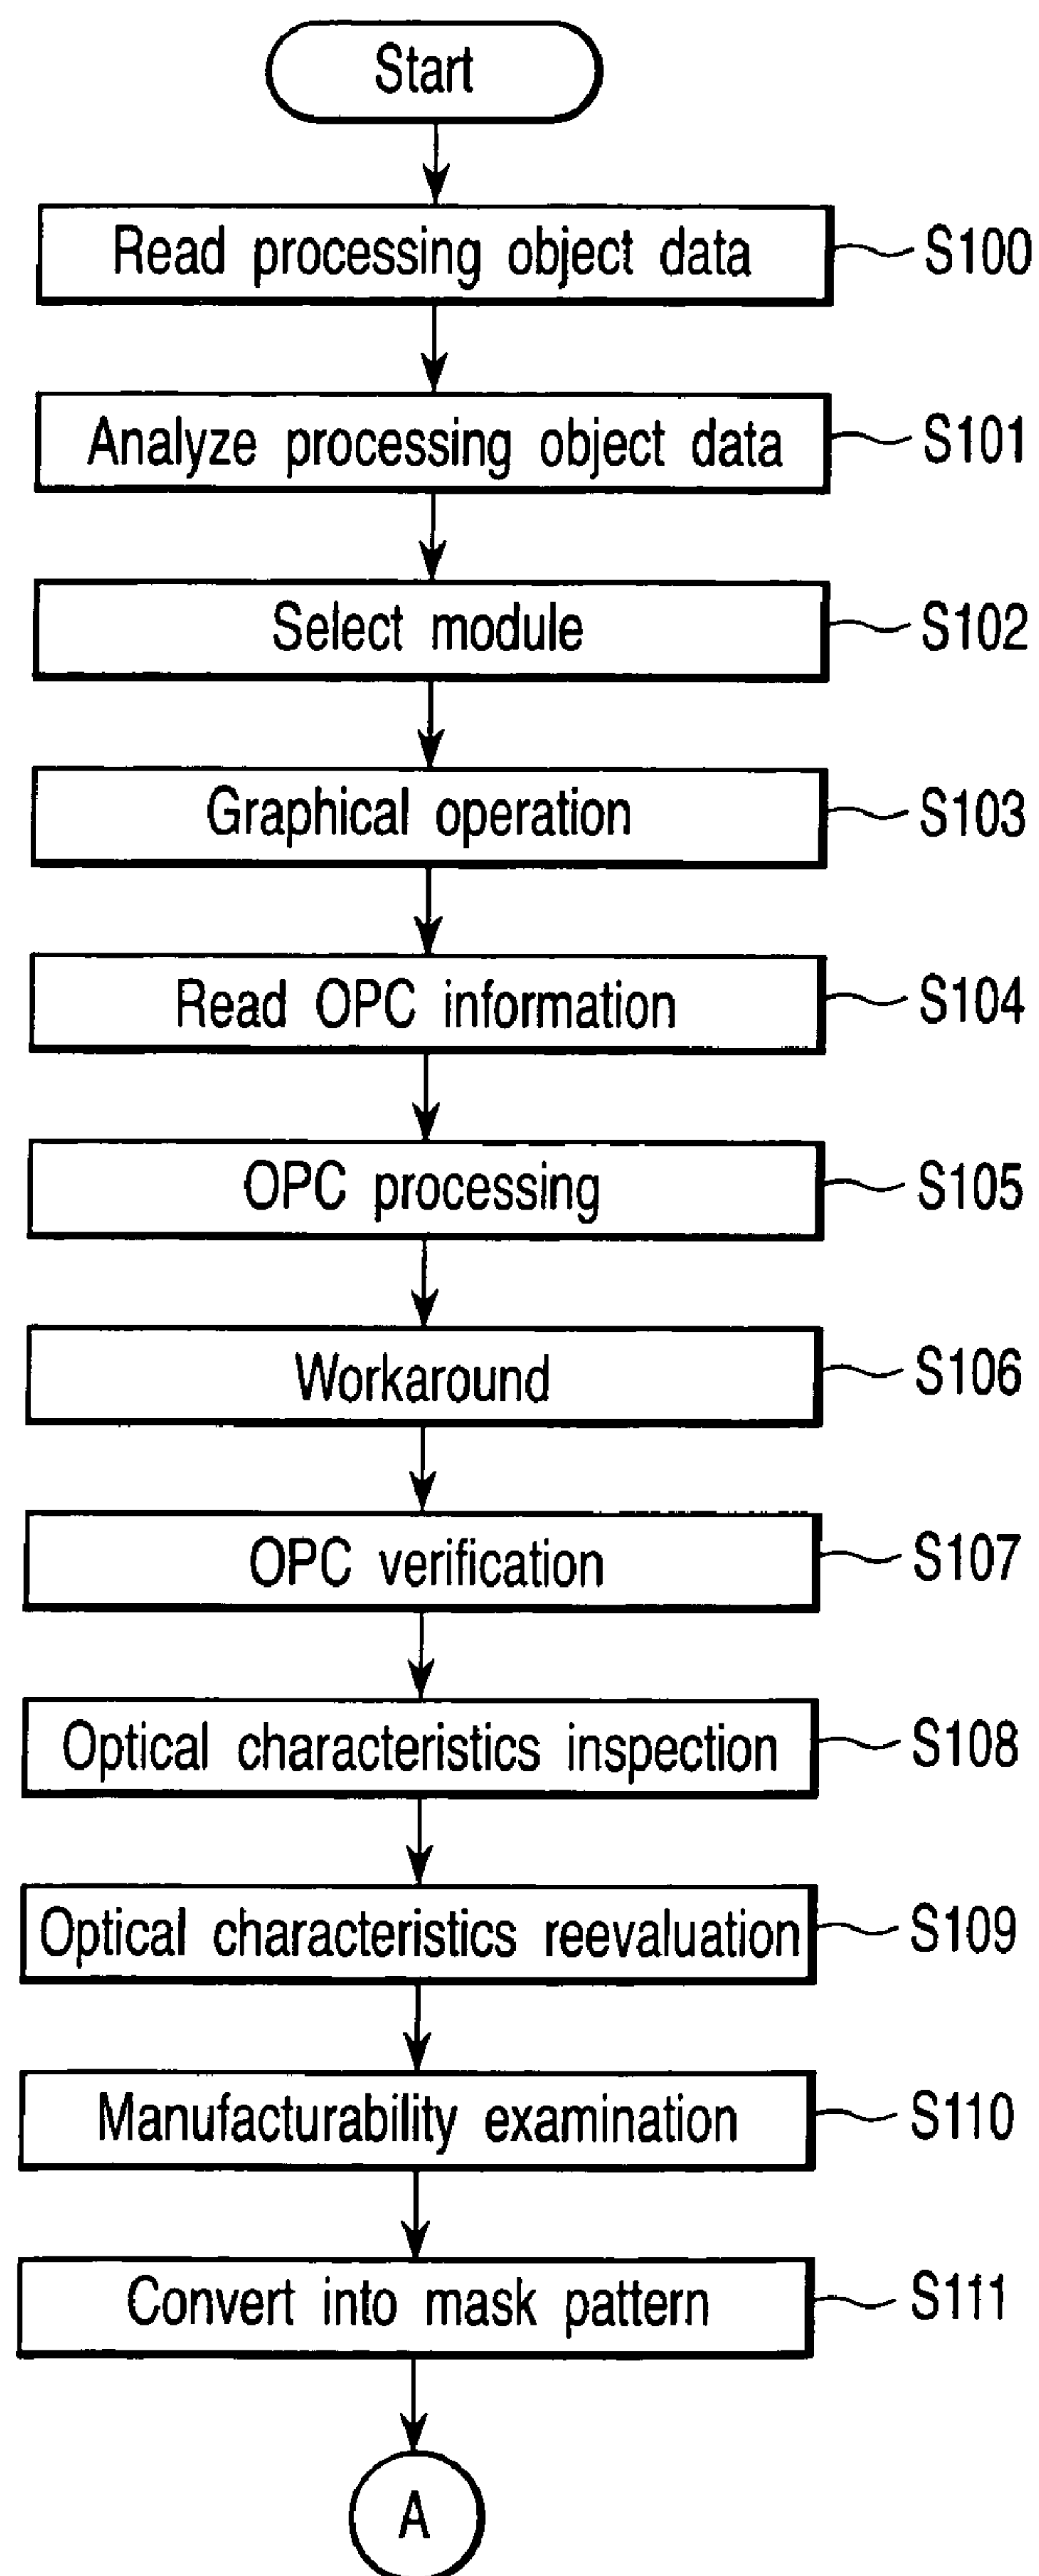 Start
Read processing object data S100
Analyze processing object data S101
Select module S102
Graphical operation S103
Read OPC information S104
OPC processing S105
Workaround S106
OPC verification S107
Optical characteristics inspection S108
Optical characteristics reevaluation S109
Manufacturability examination S110
Convert into mask pattern S111
A